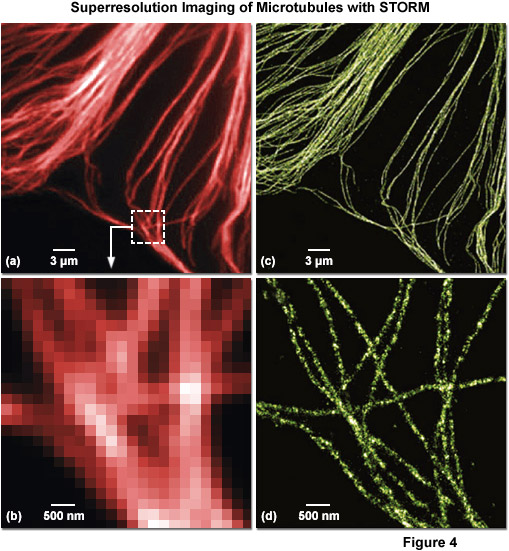 Superresolution Imaging of Microtubules with STORM
(a)
3 μm
(c)
3 μm
(b)
500 nm
(d)
500 nm
Figure 4